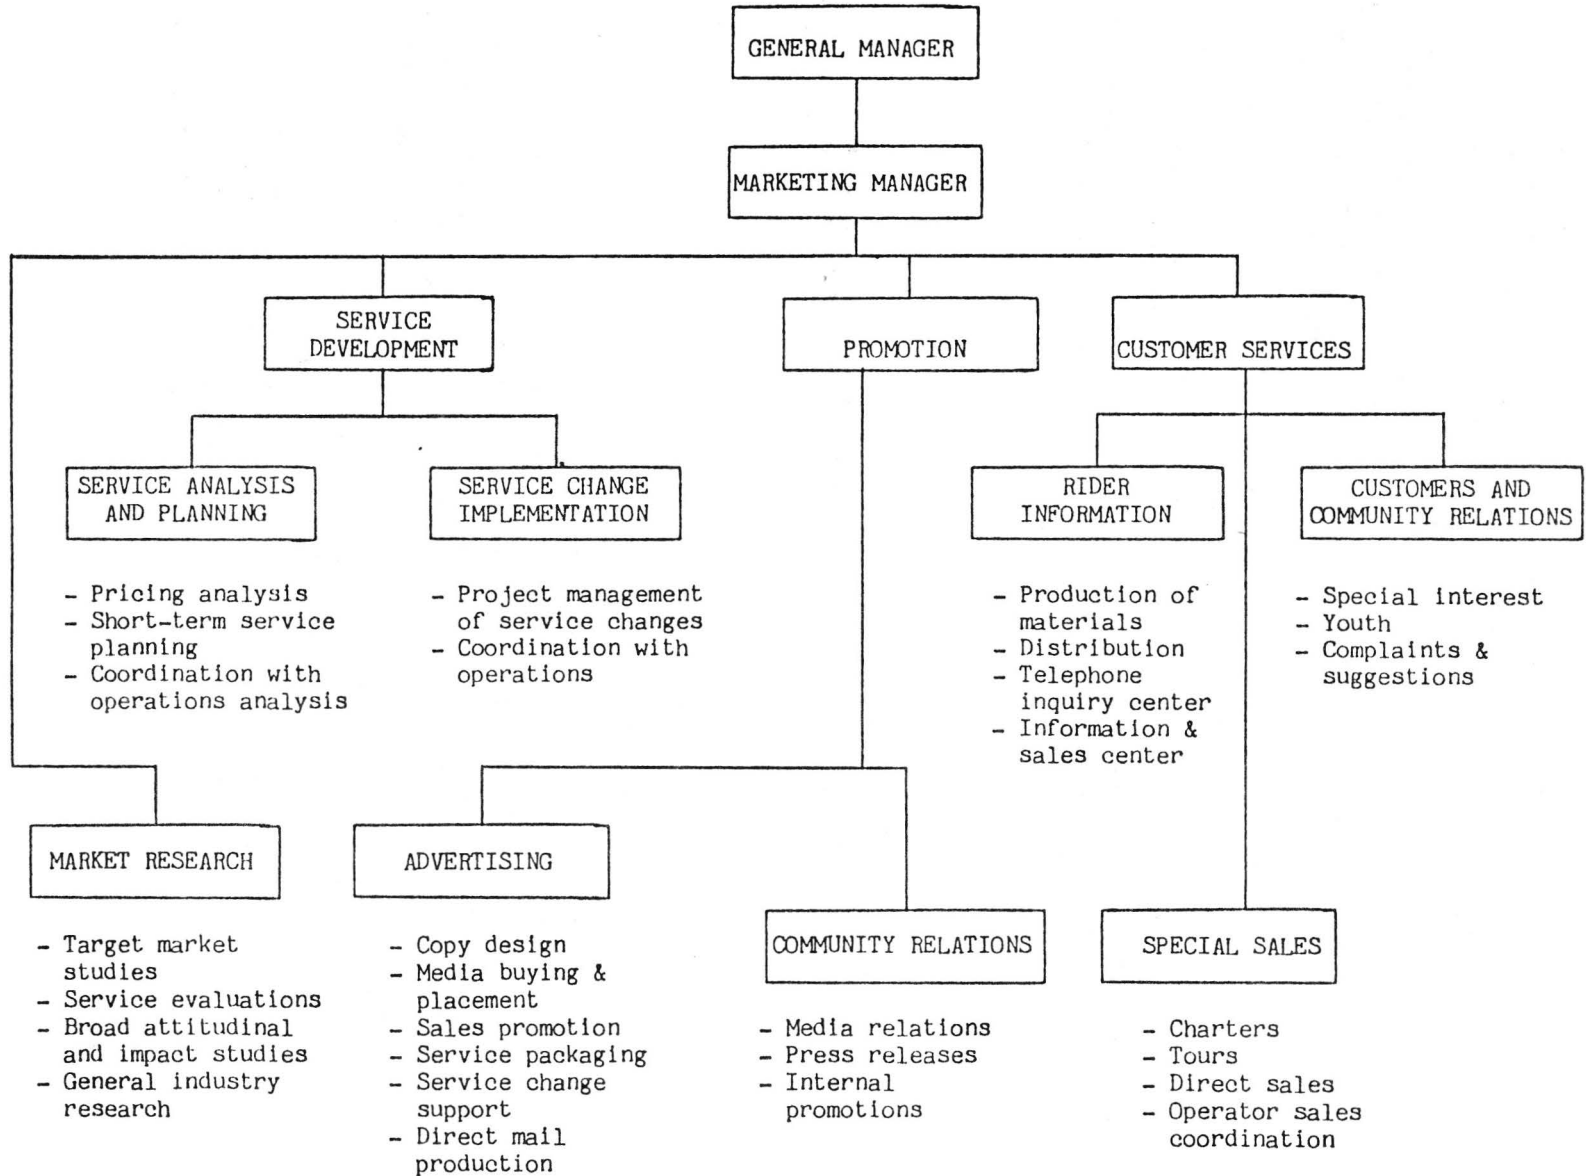 GENERAL MANAGER
MARKETING MANAGER
SERVICE
DEVELOPMENT
PROMOTION
CUSTOMER SERVICES
SERVICE ANALYSIS
AND PLANNING
SERVICE CHANGE
IMPLEMENTATION
RIDER
INFORMATION
CUSTOMERS AND
COMMUNITY RELATIONS
- Pricing analysis
- Short-term service
planning
- Coordination with
operations analysis
- Project management
of service changes
- Coordination with
operations
- Production of
materials
- Distribution
- Telephone
inquiry center
- Information &
sales center
- Special interest
- Youth
- Complaints &
suggestions
MARKET RESEARCH
ADVERTISING
COMMUNITY RELATIONS
SPECIAL SALES
- Target market
studies
- Service evaluations
- Broad attitudinal
and impact studies
- General industry
research
- Copy design
- Media buying &
placement
- Sales promotion
- Service packaging
- Service change
support
- Direct mail
production
- Media relations
- Press releases
- Internal
promotions
- Charters
- Tours
- Direct sales
- Operator sales
coordination